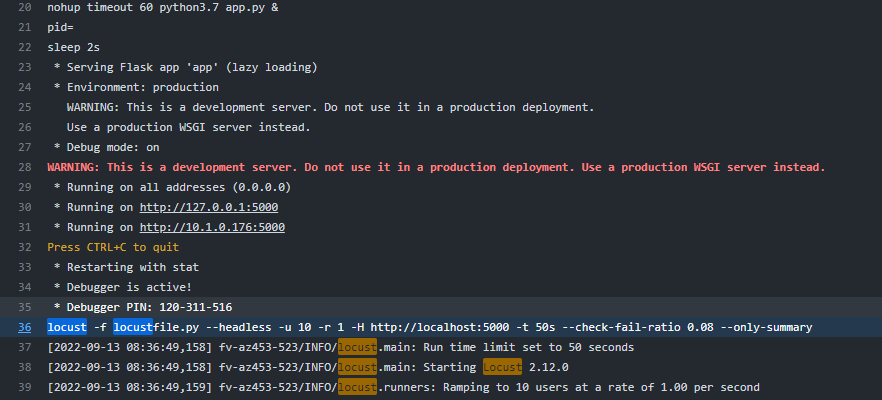 20 nohup timeout 60 python3.7 app.py &
21 pid=
22 sleep 2s
23  * Serving Flask app 'app' (lazy loading)
24  * Environment: production
25    WARNING: This is a development server. Do not use it in a production deployment.
26    Use a production WSGI server instead.
27  * Debug mode: on
28 WARNING: This is a development server. Do not use it in a production deployment. Use a production WSGI server instead.
29  * Running on all addresses (0.0.0.0)
30  * Running on http://127.0.0.1:5000
31  * Running on http://10.1.0.176:5000
32 Press CTRL+C to quit
33  * Restarting with stat
34  * Debugger is active!
35  * Debugger PIN: 120-311-516
36 locust -f locustfile.py --headless -u 10 -r 1 -H http://localhost:5000 -t 50s --check-fail-ratio 0.08 --only-summary
37 [2022-09-13 08:36:49,158] fv-az453-523/INFO/locust.main: Run time limit set to 50 seconds
38 [2022-09-13 08:36:49,158] fv-az453-523/INFO/locust.main: Starting Locust 2.12.0
39 [2022-09-13 08:36:49,159] fv-az453-523/INFO/locust.runners: Ramping to 10 users at a rate of 1.00 per second